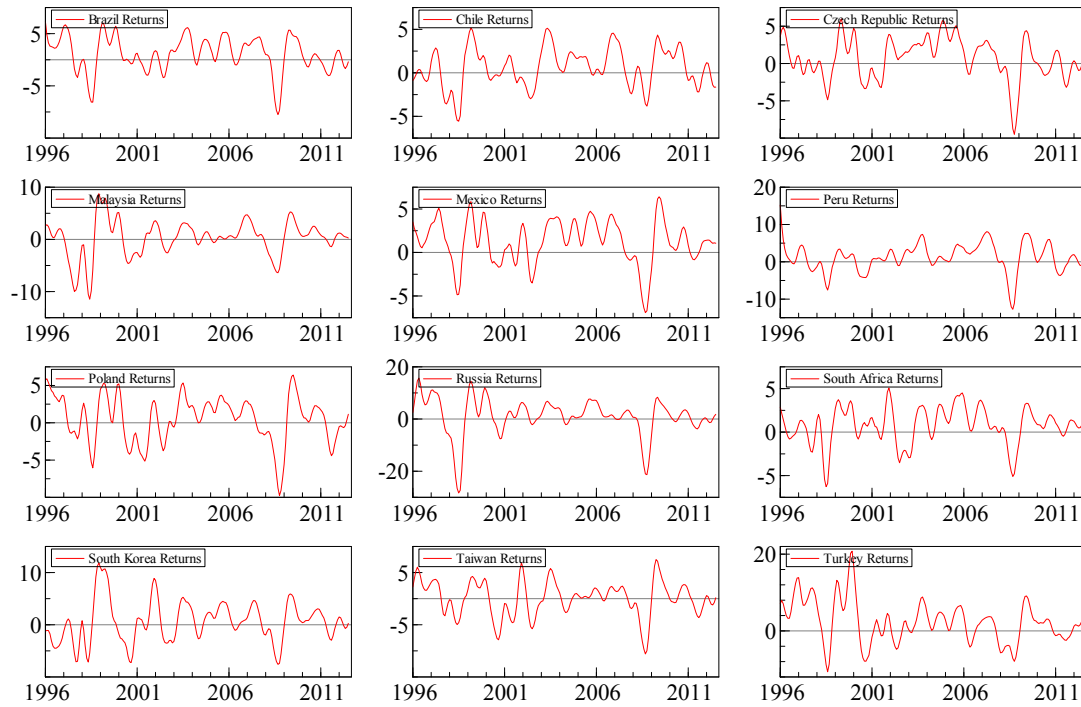 Brazil Returns
5
-5
1996 2001 2006 2011
Chile Returns
5
0
-5
1996 2001 2006 2011
Czech Republic Returns
5
0
-5
1996 2001 2006 2011
Malaysia Returns
10
0
-10
1996 2001 2006 2011
Mexico Returns
5
0
-5
1996 2001 2006 2011
Peru Returns
20
10
0
-10
1996 2001 2006 2011
Poland Returns
5
0
-5
1996 2001 2006 2011
Russia Returns
20
0
-20
1996 2001 2006 2011
South Africa Returns
5
0
-5
1996 2001 2006 2011
South Korea Returns
10
0
1996 2001 2006 2011
Taiwan Returns
5
-5
1996 2001 2006 2011
Turkey Returns
20
0
1996 2001 2006 2011